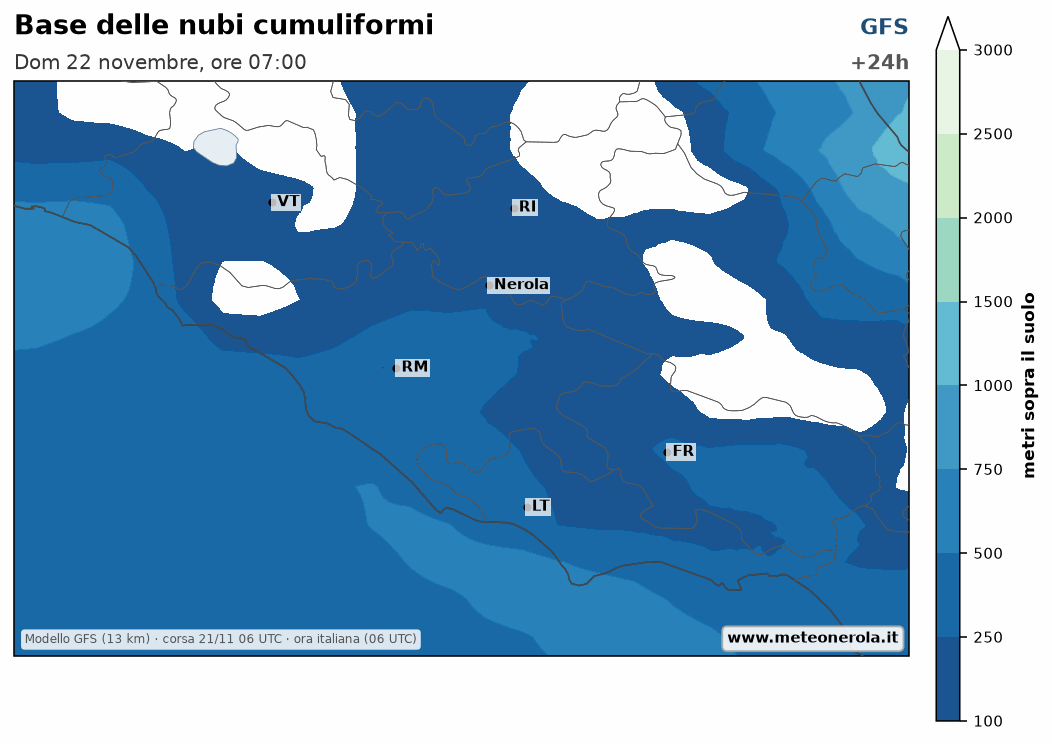 Base delle nubi cumuliformi
GFS
Dom 22 novembre, ore 07:00
+24h
VT
RI
Nerola
RM
FR
LT
Modello GFS (13 km) · corsa 21/11 06 UTC · ora italiana (06 UTC)
www.meteonerola.it
3000
2500
2000
1500
1000
750
500
250
100
metri sopra il suolo